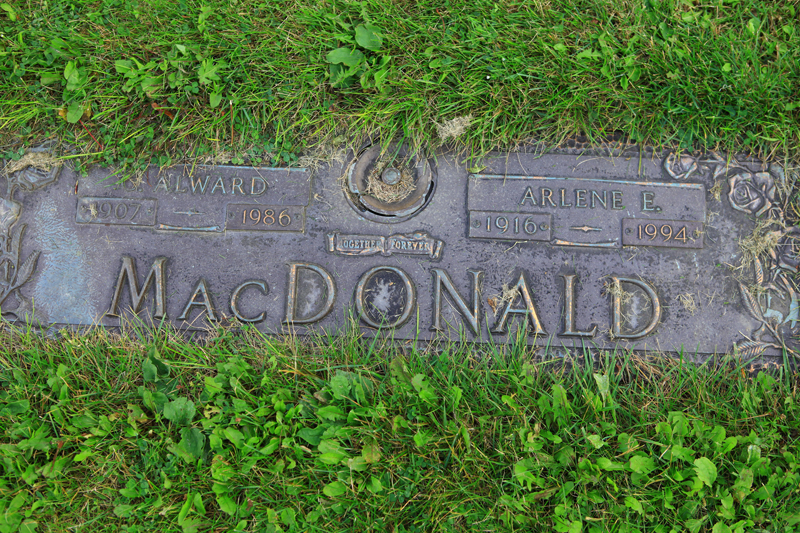 ALWARD
1907 1986
TOGETHER FOREVER
ARLENE E.
1916 1994
MACDONALD